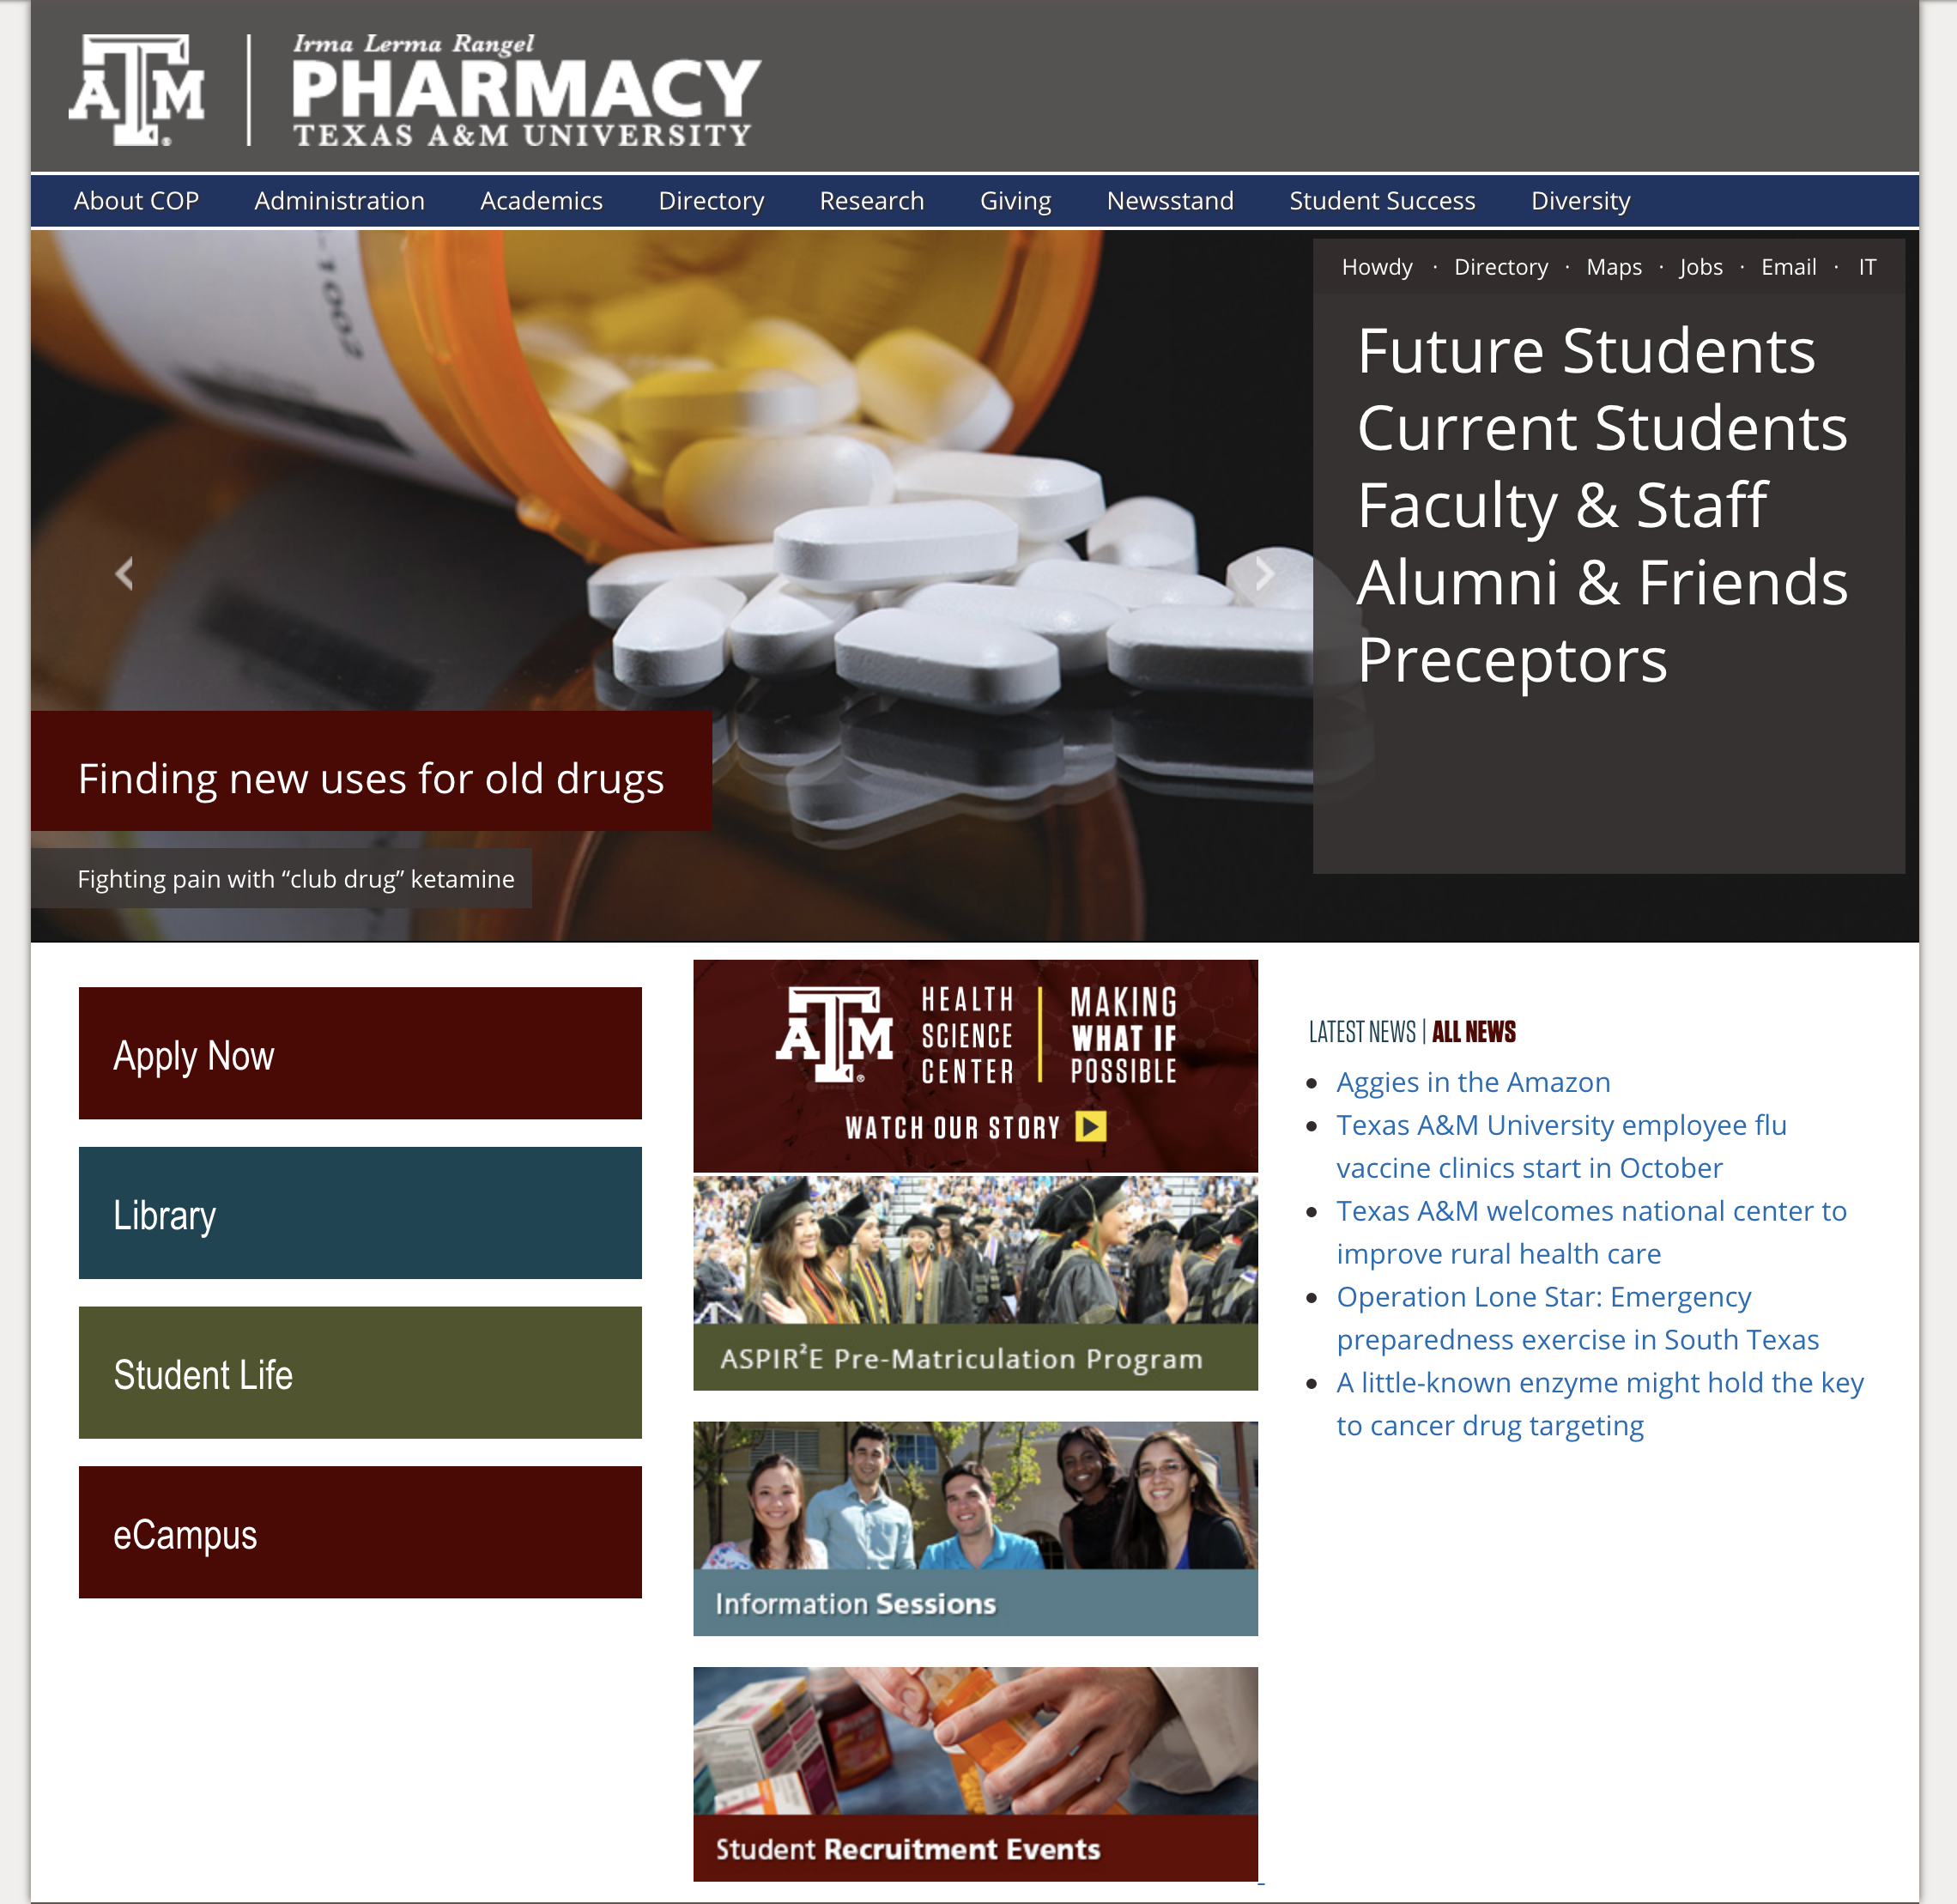 Irma Lerma Rangel
ATM® | PHARMACY
TEXAS A&M UNIVERSITY
About COP Administration Academics Directory Research Giving Newsstand Student Success Diversity
-1002
Howdy · Directory · Maps · Jobs · Email · IT
Future Students
Current Students
Faculty & Staff
Alumni & Friends
Preceptors
Finding new uses for old drugs
Fighting pain with “club drug” ketamine
Apply Now
Library
Student Life
eCampus
ATM® HEALTH SCIENCE CENTER | MAKING WHAT IF POSSIBLE
WATCH OUR STORY
ASPIR²E Pre-Matriculation Program
Information Sessions
Student Recruitment Events
LATEST NEWS | ALL NEWS
Aggies in the Amazon
Texas A&M University employee flu
vaccine clinics start in October
Texas A&M welcomes national center to
improve rural health care
Operation Lone Star: Emergency
preparedness exercise in South Texas
A little-known enzyme might hold the key
to cancer drug targeting